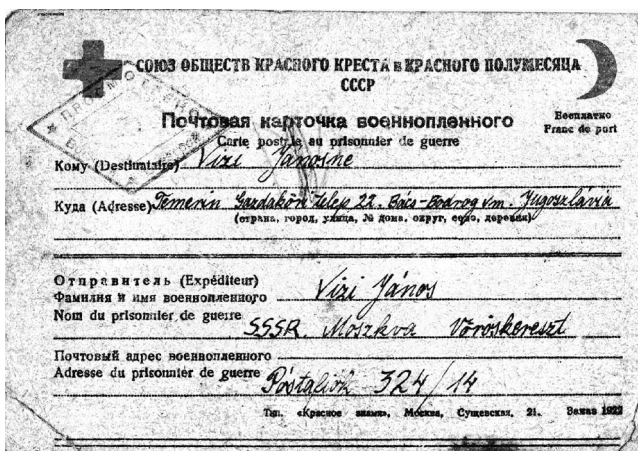 СОЮЗ ОБЩЕСТВ КРАСНОГО КРЕСТА и КРАСНОГО ПОЛУМЕСЯЦА
СССР
ПРОСМОТРЕНО
Почтовая карточка военнопленного
Carte postale au prisonnier de guerre
Бесплатно
Franc de port
Кому (Destinataire) Vizi Jánosné
Куда (Adresse) Temerin Gazdaköri telep 22. Bács-Bodrog vm. Jugoszlávia
(страна, город, улица, № дома, округ, село, деревня)
Отправитель (Expéditeur)
Фамилия и имя военнопленного Vizi János
Nom du prisonnier de guerre SSSR. Moszkva Vöröskereszt
Почтовый адрес военнопленного
Adresse du prisonnier de guerre Póstafiók 324/14
Тип. «Красное знамя», Москва, Сущевская, 21. Заказ 1922